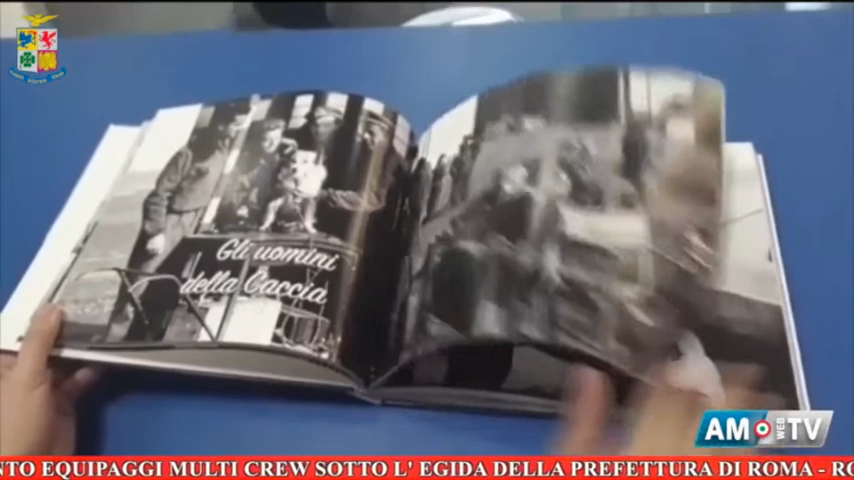 Gli uomini
della Caccia
AM WEB TV
NTO EQUIPAGGI MULTI CREW SOTTO L' EGIDA DELLA PREFETTURA DI ROMA - RO